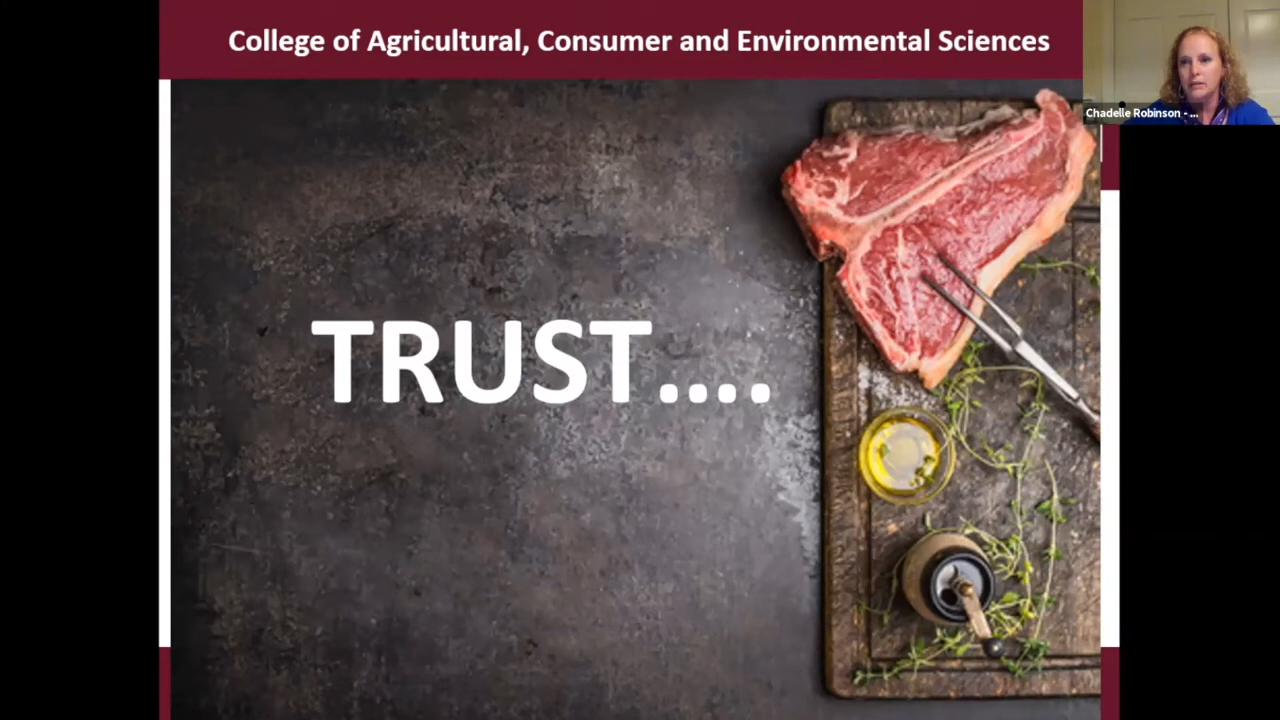 College of Agricultural, Consumer and Environmental Sciences
Chadelle Robinson - ...
TRUST....